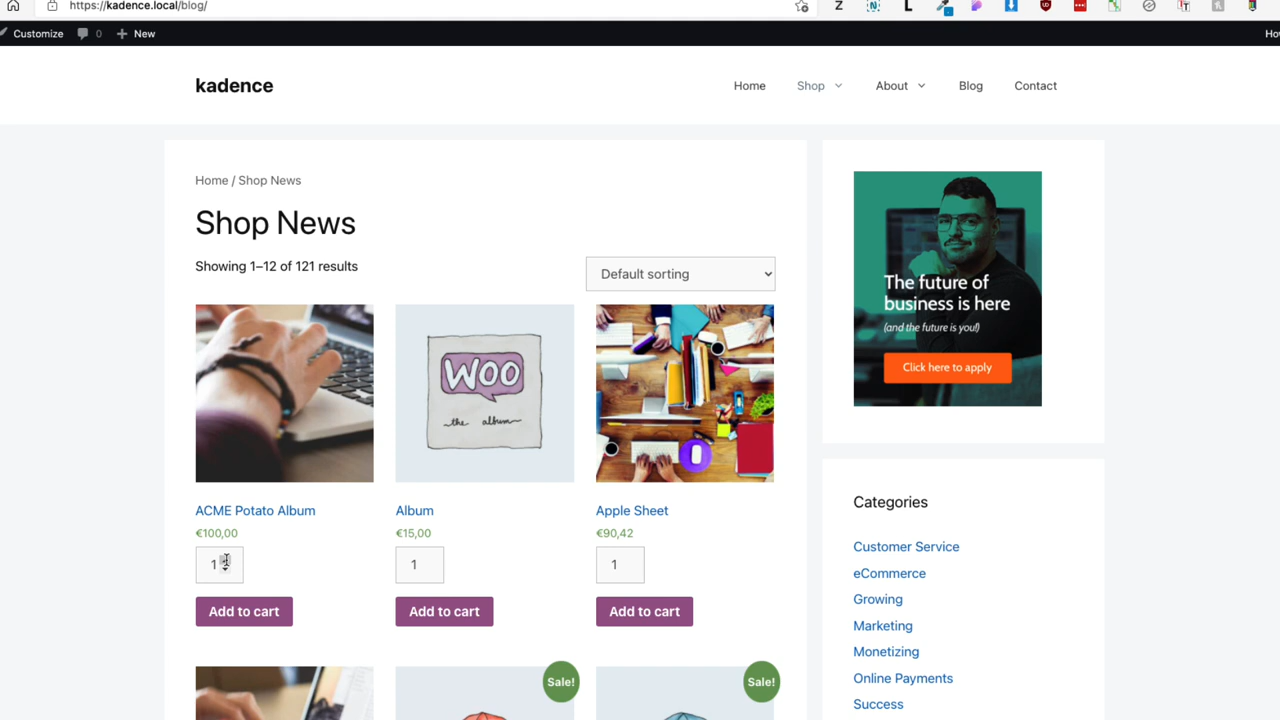 https://kadence.local/blog/
Customize 0 New
kadence
Home Shop About Blog Contact
Home / Shop News
Shop News
Showing 1–12 of 121 results
Default sorting
The future of
business is here
(and the future is you!)
Click here to apply
WOO
the album
ACME Potato Album
€100,00
1
Add to cart
Album
€15,00
1
Add to cart
Apple Sheet
€90,42
1
Add to cart
Sale!
Sale!
Categories
Customer Service
eCommerce
Growing
Marketing
Monetizing
Online Payments
Success